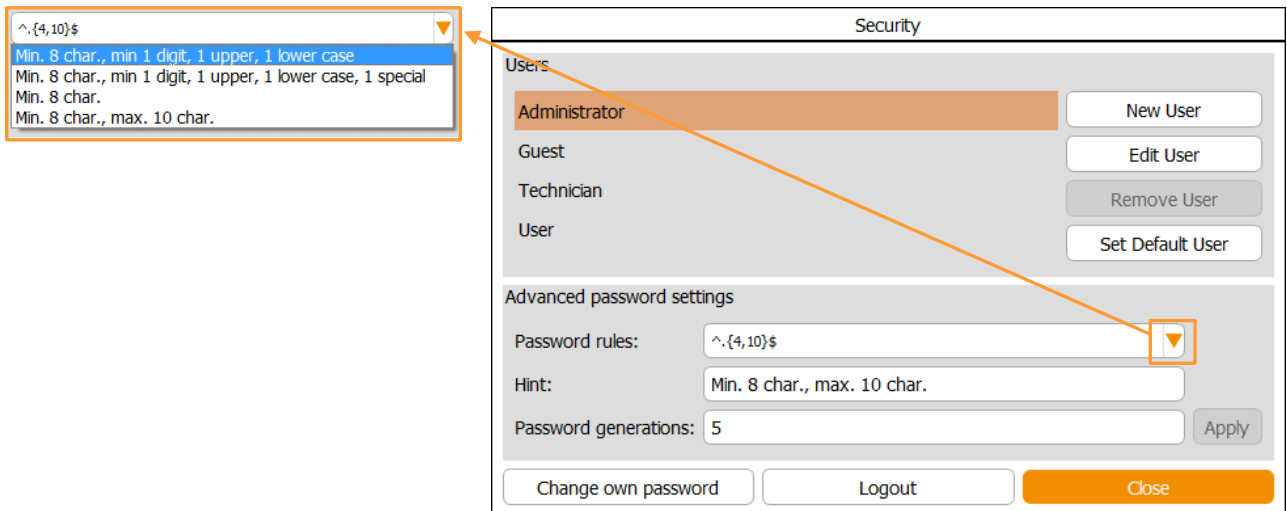 ^.{4,10}$
Min. 8 char., min 1 digit, 1 upper, 1 lower case
Min. 8 char., min 1 digit, 1 upper, 1 lower case, 1 special
Min. 8 char.
Min. 8 char., max. 10 char.
Security
Users
Administrator
New User
Guest
Edit User
Technician
Remove User
User
Set Default User
Advanced password settings
Password rules: ^.{4,10}$
Hint: Min. 8 char., max. 10 char.
Password generations: 5 Apply
Change own password Logout Close